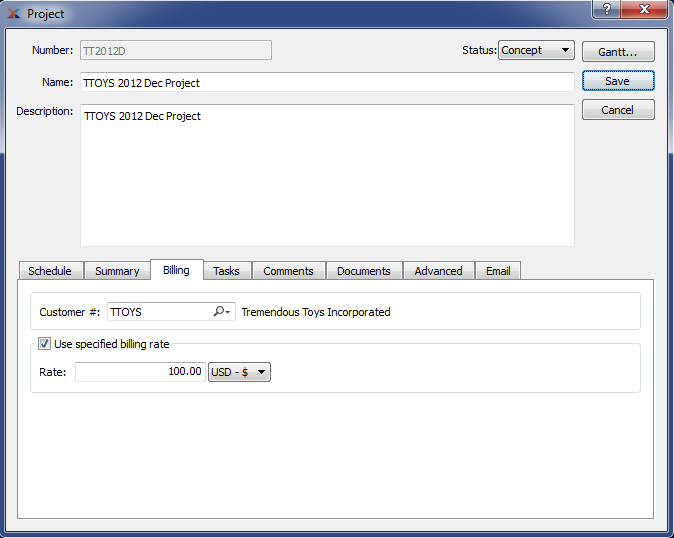 Project
Number: TT2012D Status: Concept Gantt...
Name: TTOYS 2012 Dec Project Save
Description: TTOYS 2012 Dec Project Cancel
Schedule Summary Billing Tasks Comments Documents Advanced Email
Customer #: TTOYS Tremendous Toys Incorporated
Use specified billing rate
Rate: 100.00 USD - $